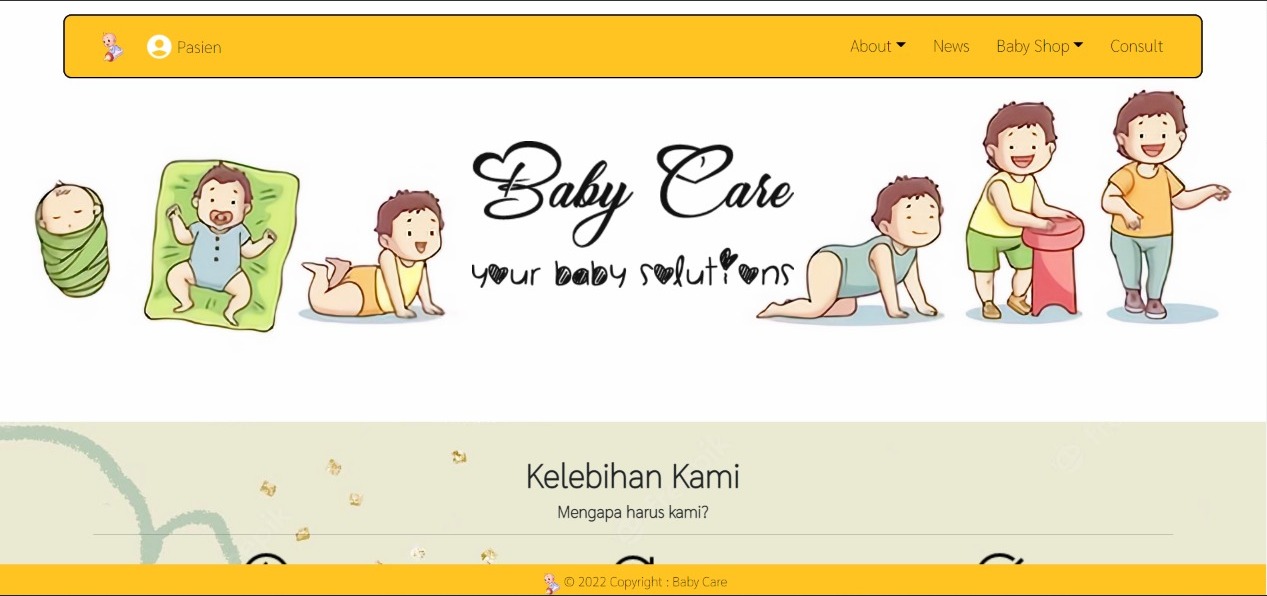 Pasien
About
News
Baby Shop
Consult
Baby Care
your baby solutions
Kelebihan Kami
Mengapa harus kami?
© 2022 Copyright : Baby Care